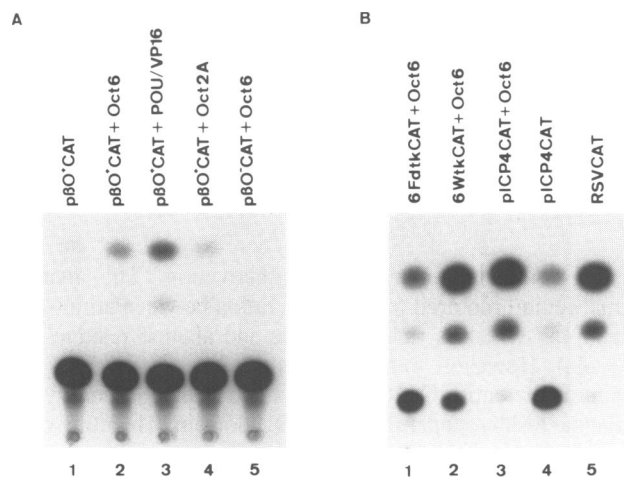 A
pβO⁺CAT
pβO⁺CAT + Oct6
pβO⁺CAT + POU/VP16
pβO⁺CAT + Oct2A
pβO⁻CAT + Oct6
1 2 3 4 5
B
6FdtkCAT + Oct6
6WtkCAT + Oct6
pICP4CAT + Oct6
pICP4CAT
RSVCAT
1 2 3 4 5